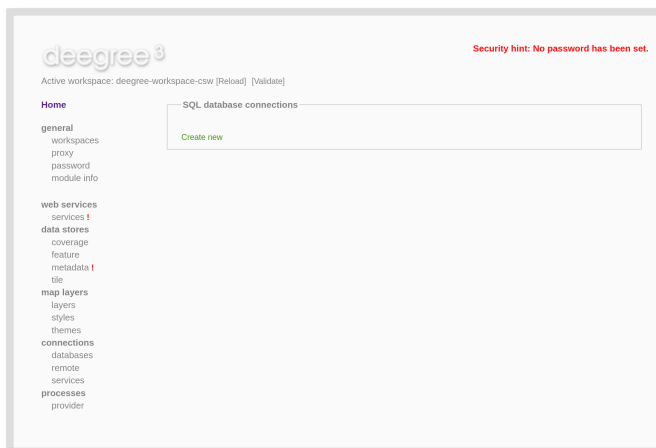 deegree 3
Security hint: No password has been set.
Active workspace: deegree-workspace-csw [Reload] [Validate]
Home
SQL database connections
Create new
general
workspaces
proxy
password
module info
web services
services !
data stores
coverage
feature
metadata !
tile
map layers
layers
styles
themes
connections
databases
remote
services
processes
provider